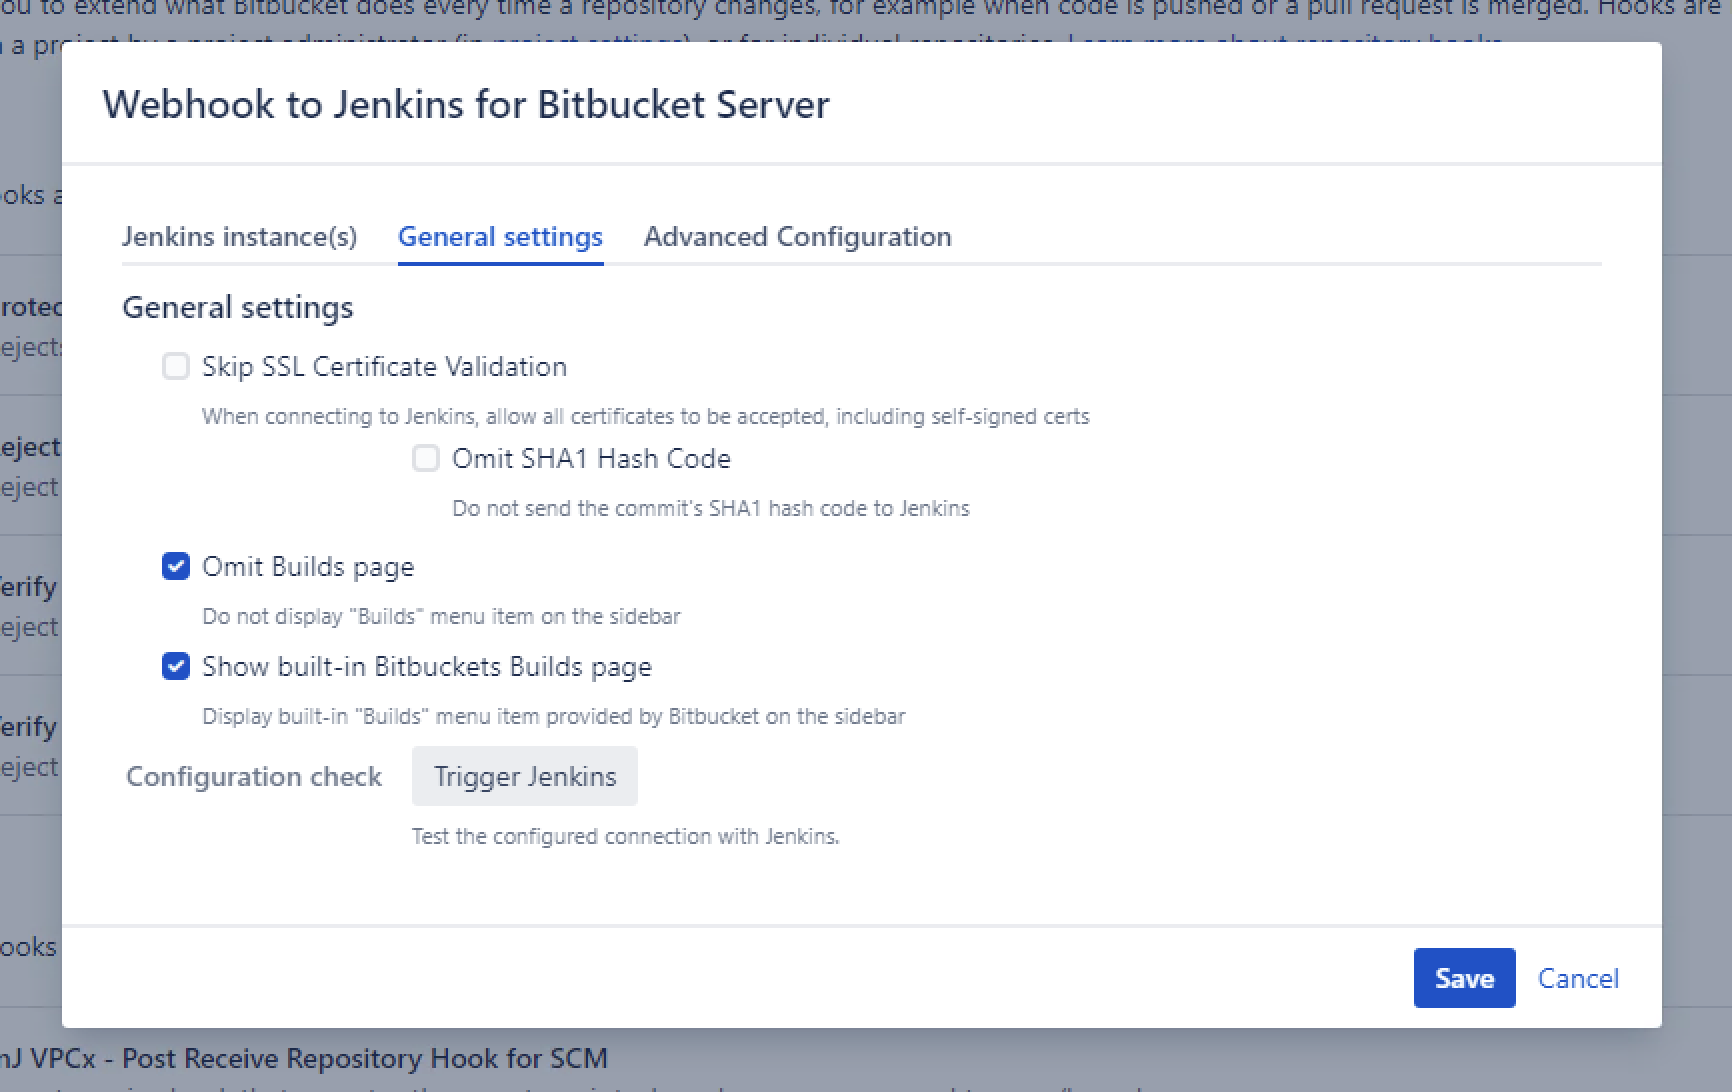 ou to extend what Bitbucket does every time a repository changes, for example when code is pushed or a pull request is merged. Hooks are
Webhook to Jenkins for Bitbucket Server
ooks a
Jenkins instance(s) General settings Advanced Configuration
General settings
rotec
Skip SSL Certificate Validation
eject
When connecting to Jenkins, allow all certificates to be accepted, including self-signed certs
Omit SHA1 Hash Code
eject
Do not send the commit's SHA1 hash code to Jenkins
eject
Omit Builds page
erify
Do not display "Builds" menu item on the sidebar
eject
Show built-in Bitbuckets Builds page
Display built-in "Builds" menu item provided by Bitbucket on the sidebar
erify
Configuration check Trigger Jenkins
eject
Test the configured connection with Jenkins.
ooks
Save Cancel
nJ VPCx - Post Receive Repository Hook for SCM